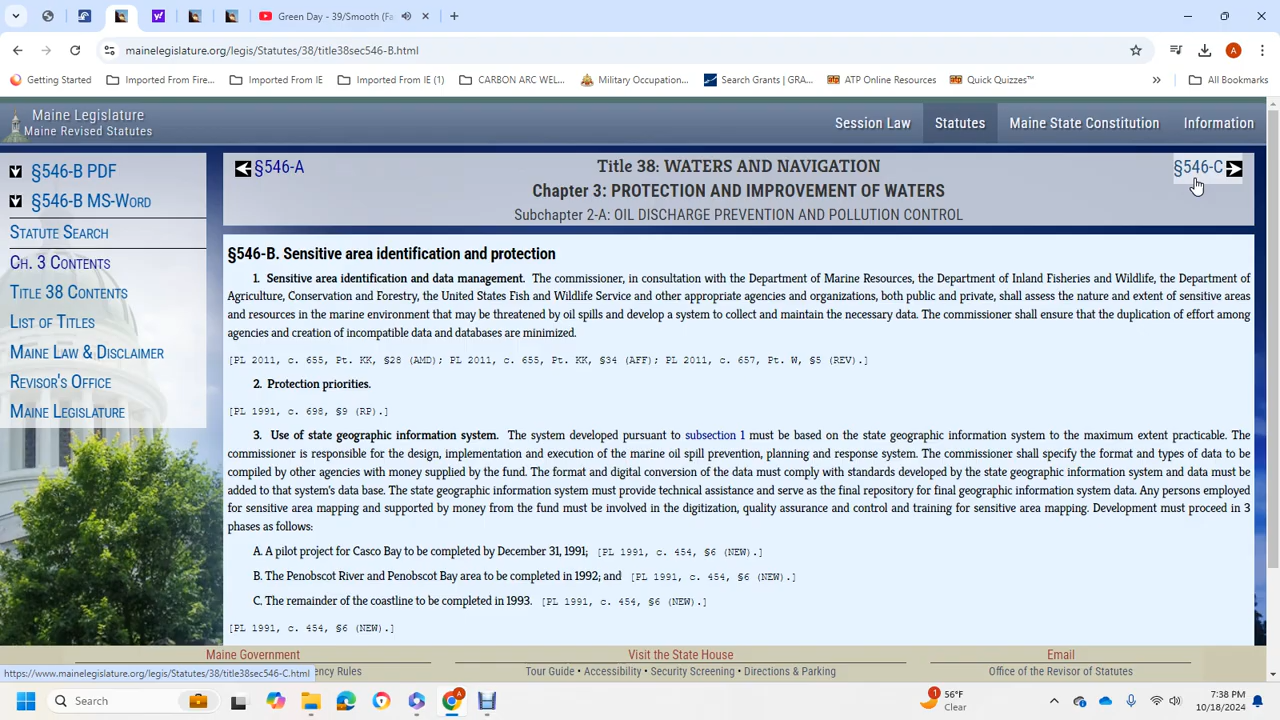 Green Day - 39/Smooth (Fa
mainelegislature.org/legis/Statutes/38/title38sec546-B.html
A
Getting Started
Imported From Fire...
Imported From IE
Imported From IE (1)
CARBON ARC WEL...
Military Occupation...
Search Grants | GRA...
ATP Online Resources
Quick Quizzes™
»
All Bookmarks
Maine Legislature
Maine Revised Statutes
Session Law
Statutes
Maine State Constitution
Information
§546-B PDF
§546-B MS-Word
Statute Search
Ch. 3 Contents
Title 38 Contents
List of Titles
Maine Law & Disclaimer
Revisor's Office
Maine Legislature
§546-A
Title 38: WATERS AND NAVIGATION
§546-C
Chapter 3: PROTECTION AND IMPROVEMENT OF WATERS
Subchapter 2-A: OIL DISCHARGE PREVENTION AND POLLUTION CONTROL
§546-B. Sensitive area identification and protection
1. Sensitive area identification and data management. The commissioner, in consultation with the Department of Marine Resources, the Department of Inland Fisheries and Wildlife, the Department of
Agriculture, Conservation and Forestry, the United States Fish and Wildlife Service and other appropriate agencies and organizations, both public and private, shall assess the nature and extent of sensitive areas
and resources in the marine environment that may be threatened by oil spills and develop a system to collect and maintain the necessary data. The commissioner shall ensure that the duplication of effort among
agencies and creation of incompatible data and databases are minimized.
[PL 2011, c. 655, Pt. KK, §28 (AMD); PL 2011, c. 655, Pt. KK, §34 (AFF); PL 2011, c. 657, Pt. W, §5 (REV).]
2. Protection priorities.
[PL 1991, c. 698, §9 (RP).]
3. Use of state geographic information system. The system developed pursuant to subsection 1 must be based on the state geographic information system to the maximum extent practicable. The
commissioner is responsible for the design, implementation and execution of the marine oil spill prevention, planning and response system. The commissioner shall specify the format and types of data to be
compiled by other agencies with money supplied by the fund. The format and digital conversion of the data must comply with standards developed by the state geographic information system and data must be
added to that system's data base. The state geographic information system must provide technical assistance and serve as the final repository for final geographic information system data. Any persons employed
for sensitive area mapping and supported by money from the fund must be involved in the digitization, quality assurance and control and training for sensitive area mapping. Development must proceed in 3
phases as follows:
A. A pilot project for Casco Bay to be completed by December 31, 1991; [PL 1991, c. 454, §6 (NEW).]
B. The Penobscot River and Penobscot Bay area to be completed in 1992; and [PL 1991, c. 454, §6 (NEW).]
C. The remainder of the coastline to be completed in 1993. [PL 1991, c. 454, §6 (NEW).]
[PL 1991, c. 454, §6 (NEW).]
Maine Government
Visit the State House
Email
https://www.mainelegislature.org/legis/Statutes/38/title38sec546-C.html
ency Rules
Tour Guide • Accessibility • Security Screening • Directions & Parking
Office of the Revisor of Statutes
Search
1
56°F
Clear
7:38 PM
10/18/2024